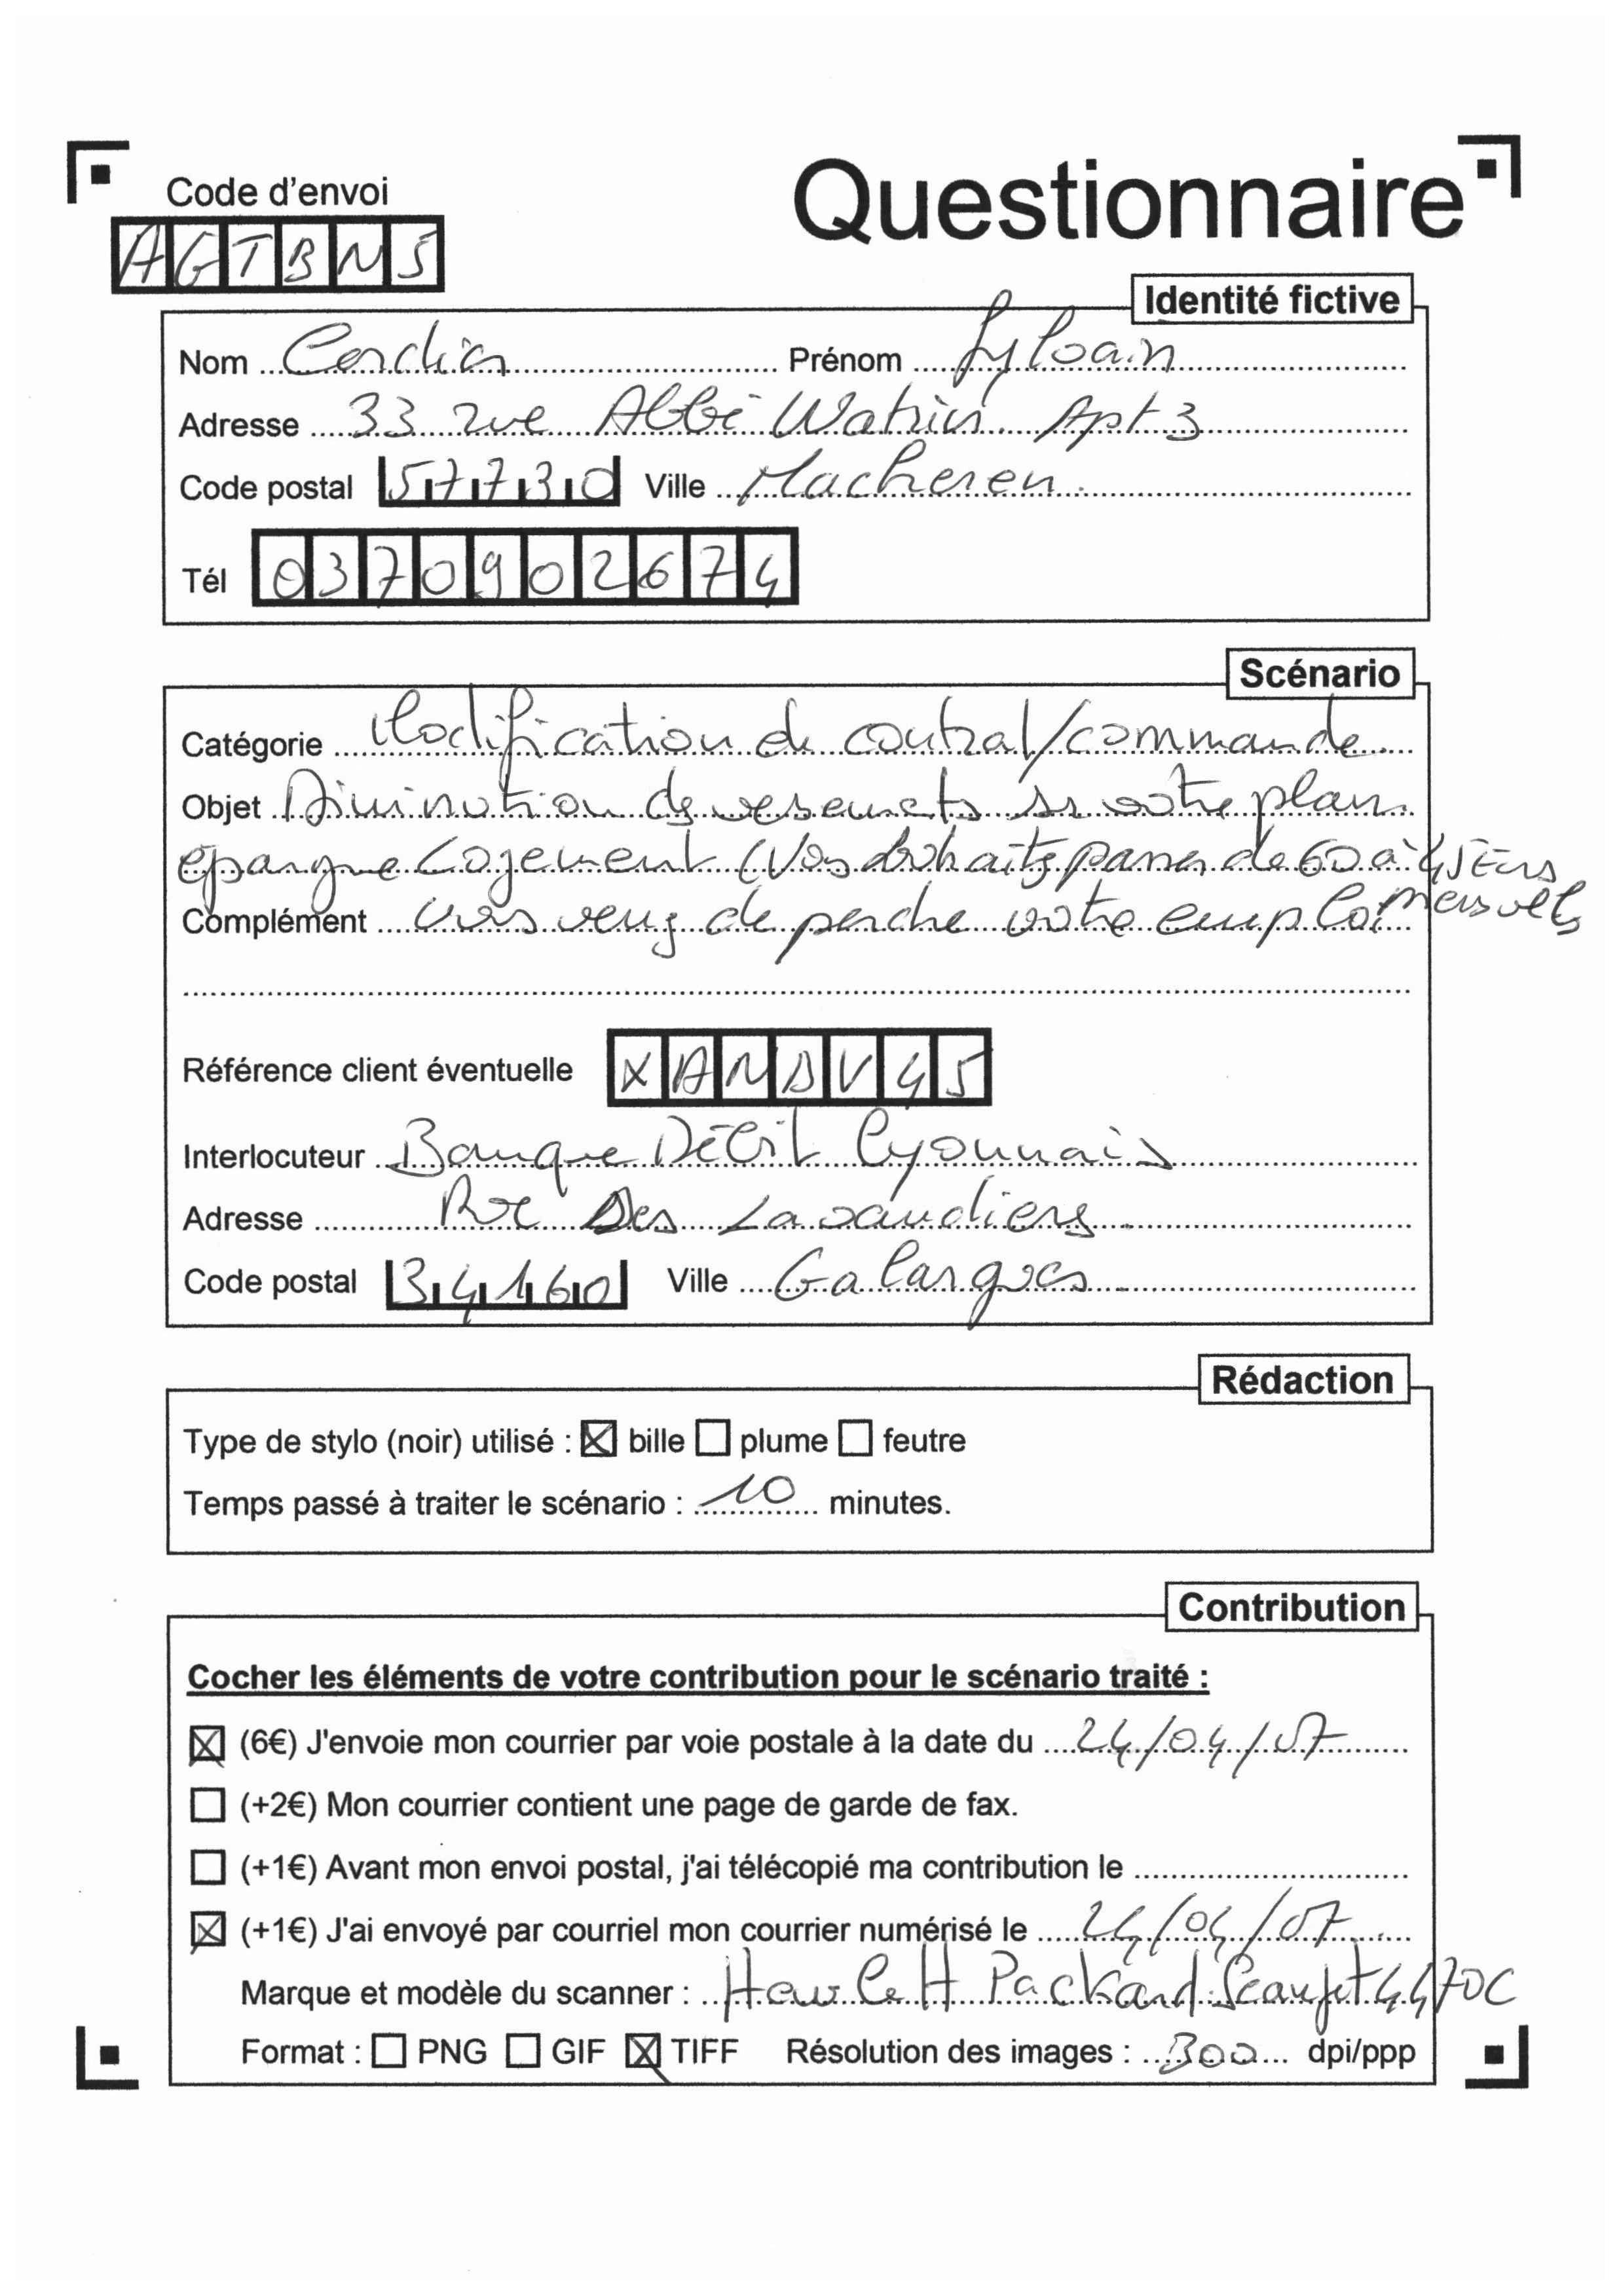 Questionnaire
Code d'envoi
AGTBNS
Identité fictive
Nom Cordier Prénom Sylvain
Adresse 33 rue Abbé Watrin Apt 3
Code postal 57730 Ville Macheren
Tél 0370902674
Scénario
Catégorie Modification de contrat/commande
Objet Diminution de versements sur votre plan
épargne logement (Vous souhaitez passer de 60 à 45 Euros
mensuels
Complément vous venez de perdre votre emploi
Référence client éventuelle XANDV45
Interlocuteur Banque Débit Lyonnais
Adresse Rue Des Lavandiers
Code postal 34160 Ville Galargues
Rédaction
Type de stylo (noir) utilisé : bille plume feutre
Temps passé à traiter le scénario : 10 minutes.
Contribution
Cocher les éléments de votre contribution pour le scénario traité :
(6€) J'envoie mon courrier par voie postale à la date du 24/04/07
(+2€) Mon courrier contient une page de garde de fax.
(+1€) Avant mon envoi postal, j'ai télécopié ma contribution le
(+1€) J'ai envoyé par courriel mon courrier numérisé le 24/04/07
Marque et modèle du scanner : Hewlett Packard Scanjet 4470C
Format : PNG GIF TIFF Résolution des images : 300 dpi/ppp